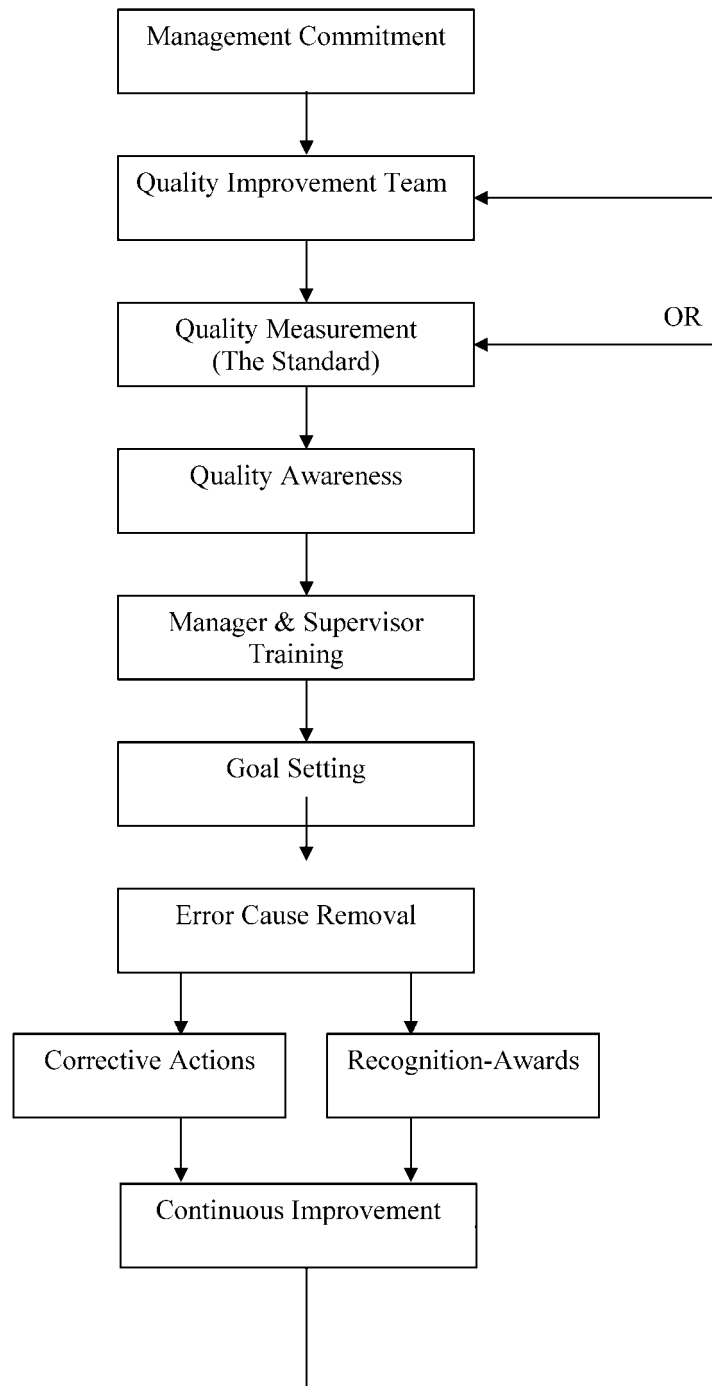 Management Commitment
Quality Improvement Team
Quality Measurement
(The Standard)
OR
Quality Awareness
Manager & Supervisor
Training
Goal Setting
Error Cause Removal
Corrective Actions
Recognition-Awards
Continuous Improvement